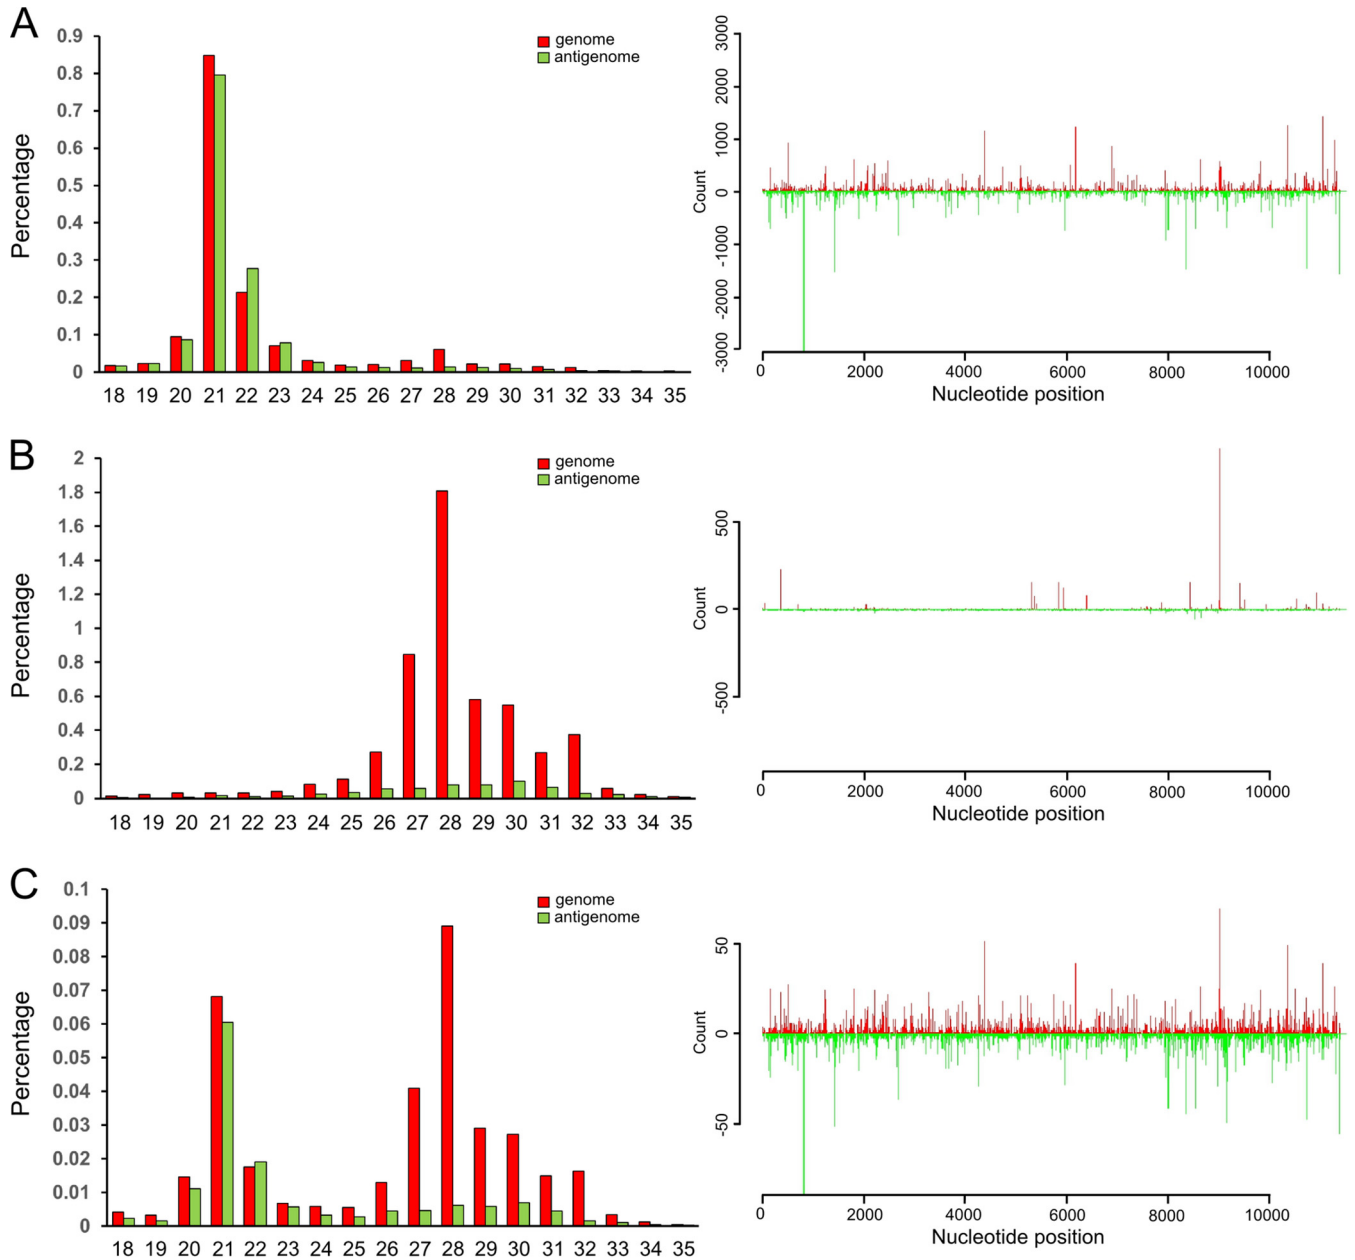 A
Percentage
0.9
0.8
0.7
0.6
0.5
0.4
0.3
0.2
0.1
0
genome
antigenome
18 19 20 21 22 23 24 25 26 27 28 29 30 31 32 33 34 35
Count
3000
2000
1000
0
-1000
-2000
-3000
0 2000 4000 6000 8000 10000
Nucleotide position
B
Percentage
2
1.8
1.6
1.4
1.2
1
0.8
0.6
0.4
0.2
0
genome
antigenome
18 19 20 21 22 23 24 25 26 27 28 29 30 31 32 33 34 35
Count
500
0
-500
0 2000 4000 6000 8000 10000
Nucleotide position
C
Percentage
0.1
0.09
0.08
0.07
0.06
0.05
0.04
0.03
0.02
0.01
0
genome
antigenome
18 19 20 21 22 23 24 25 26 27 28 29 30 31 32 33 34 35
Count
50
0
-50
0 2000 4000 6000 8000 10000
Nucleotide position